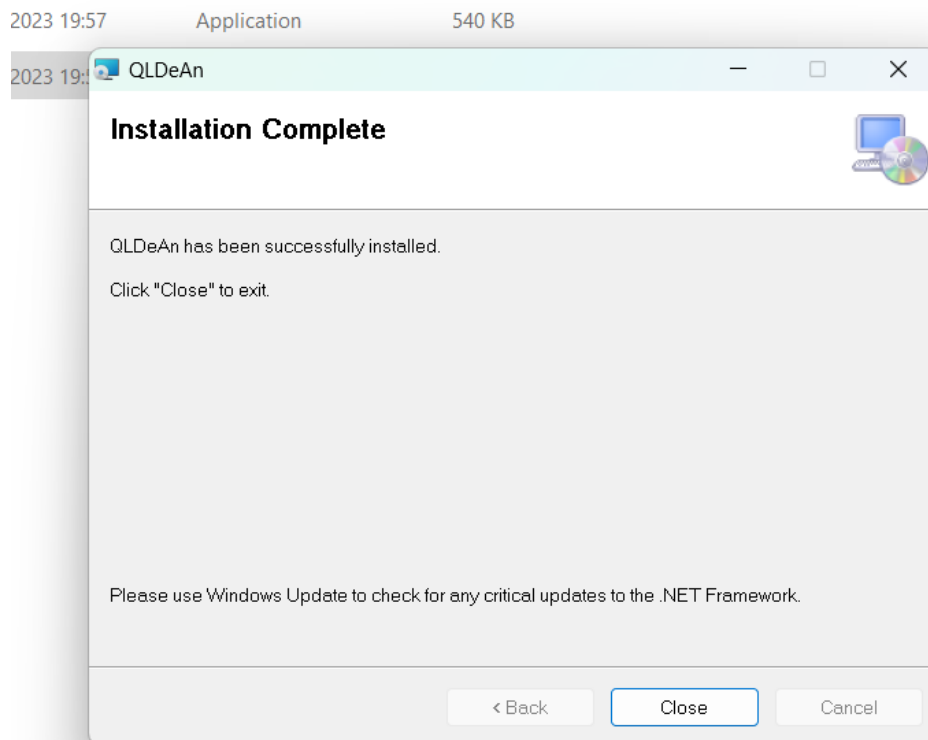 2023 19:57 Application 540 KB
2023 19:
QLDeAn
Installation Complete
QLDeAn has been successfully installed.
Click "Close" to exit.
Please use Windows Update to check for any critical updates to the .NET Framework.
< Back Close Cancel